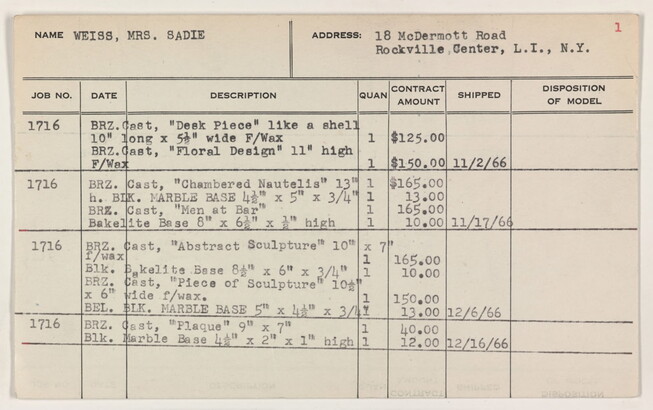 1
NAME WEISS, MRS. SADIE ADDRESS: 18 McDermott Road
Rockville Center, L.I., N.Y.
JOB NO. DATE DESCRIPTION QUAN CONTRACT AMOUNT SHIPPED DISPOSITION OF MODEL
1716 BRZ.Cast, "Desk Piece" like a shell
10" long x 5½" wide F/Wax 1 $125.00
BRZ.Cast, "Floral Design" 11" high
F/Wax 1 $150.00 11/2/66
1716 BRZ. Cast, "Chambered Nautelis" 13" 1 $165.00
h. BLK. MARBLE BASE 4½" x 5" x 3/4" 1 13.00
BRZ. Cast, "Men at Bar" 1 165.00
Bakelite Base 8" x 6½" x ½" high 1 10.00 11/17/66
1716 BRZ. Cast, "Abstract Sculpture" 10" x 7"
f/wax 1 165.00
Blk. Bakelite Base 8½" x 6" x 3/4" 1 10.00
BRZ. Cast, "Piece of Sculpture" 10½"
x 6" wide f/wax. 1 150.00
BEL. BLK. MARBLE BASE 5" x 4½" x 3/4" 1 13.00 12/6/66
1716 BRZ. Cast, "Plaque" 9" x 7" 1 40.00
Blk. Marble Base 4½" x 2" x 1" high 1 12.00 12/16/66